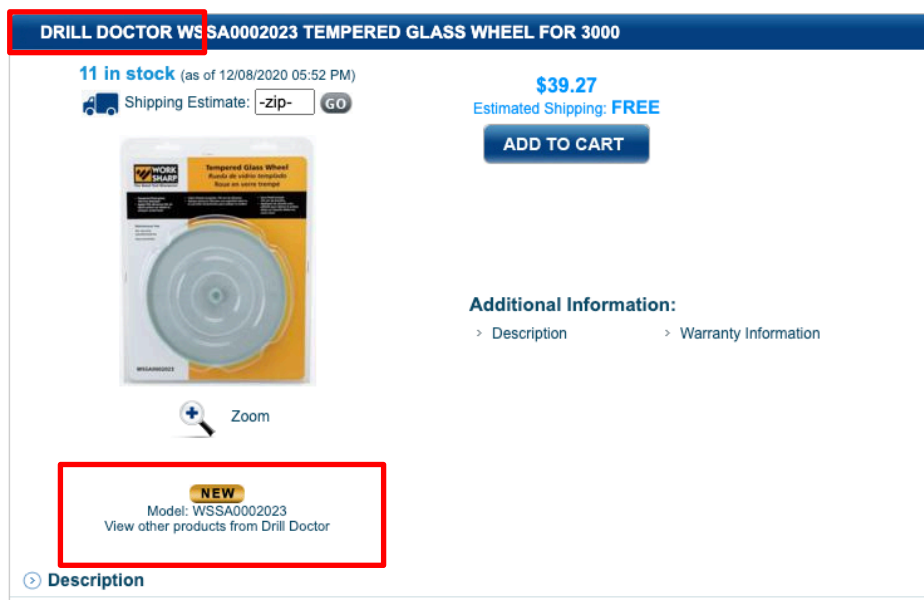 DRILL DOCTOR WSSA0002023 TEMPERED GLASS WHEEL FOR 3000
11 in stock (as of 12/08/2020 05:52 PM)
Shipping Estimate: -zip- GO
$39.27
Estimated Shipping: FREE
ADD TO CART
WORK SHARP
Tempered Glass Wheel
Rueda de vidrio templado
Roue en verre trempé
WSSA0002023
Zoom
Additional Information:
> Description > Warranty Information
NEW
Model: WSSA0002023
View other products from Drill Doctor
Description